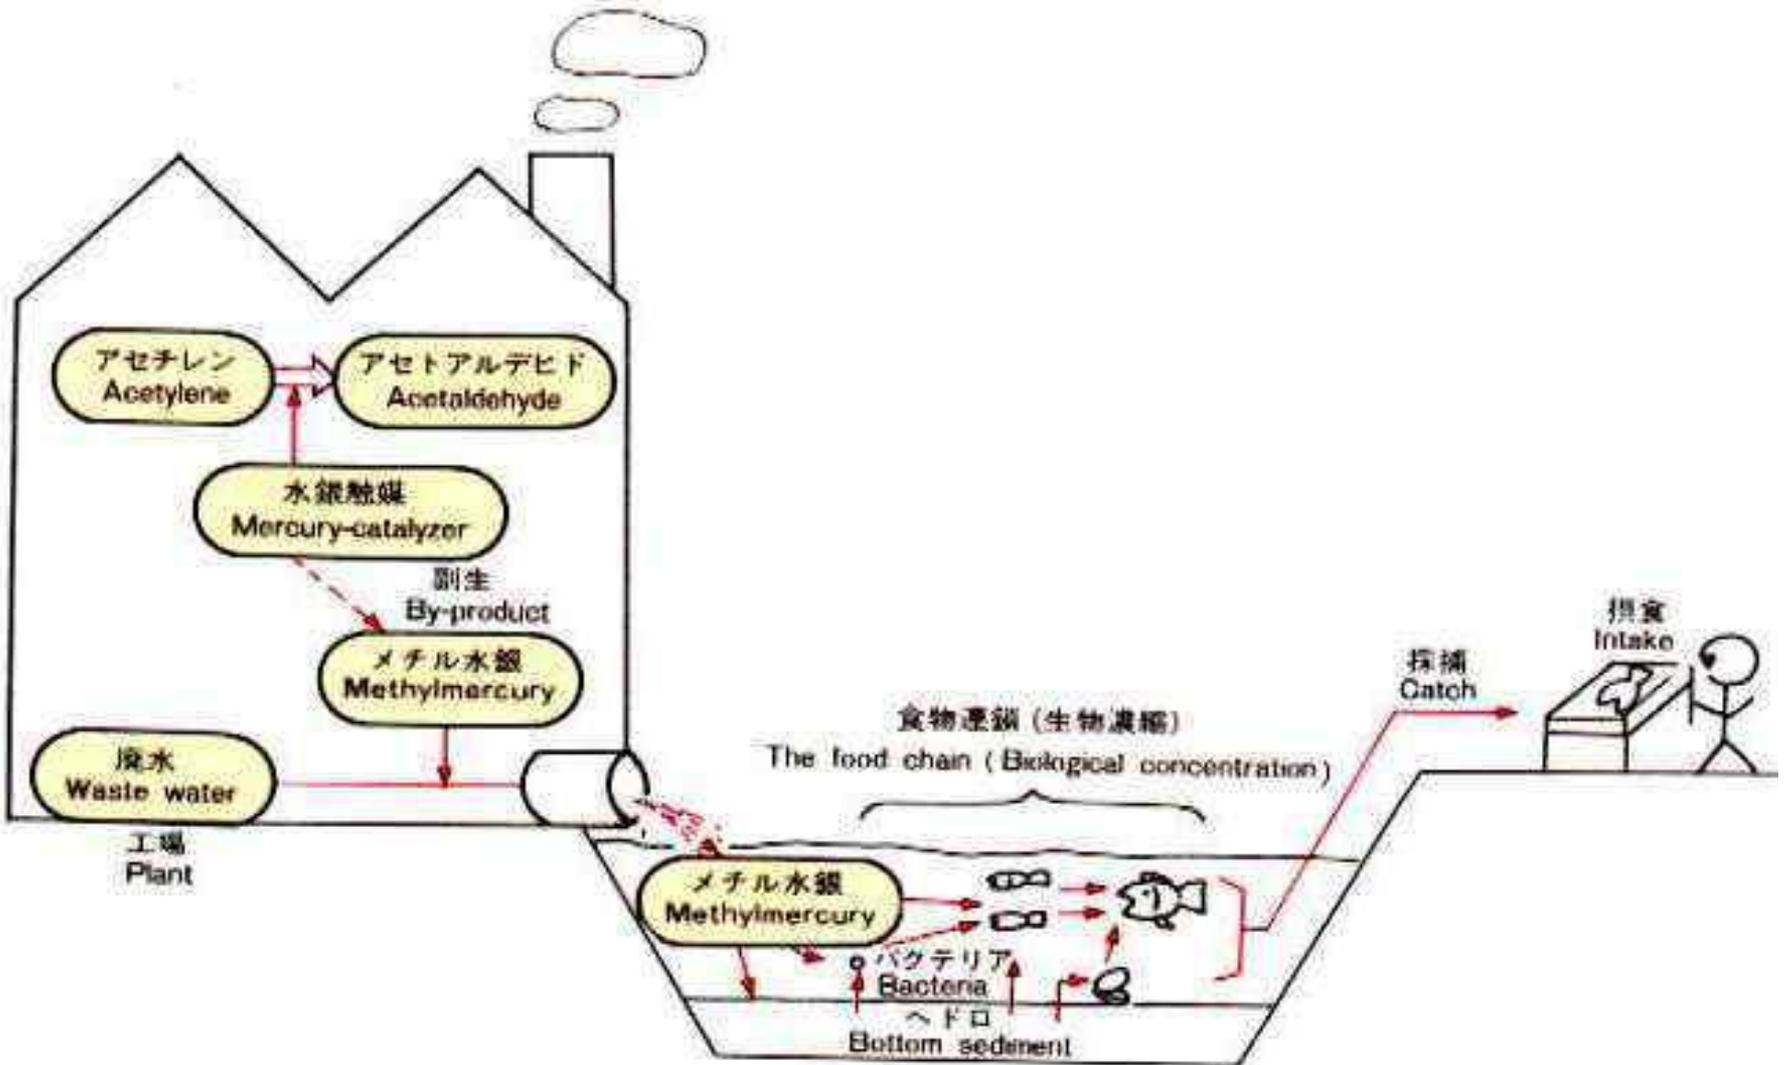 アセチレン
Acetylene
アセトアルデヒド
Acetaldehyde
水銀触媒
Mercury-catalyzer
副生
By-product
メチル水銀
Methylmercury
廃水
Waste water
工場
Plant
食物連鎖 (生物濃縮)
The food chain (Biological concentration)
メチル水銀
Methylmercury
バクテリア
Bacteria
ヘドロ
Bottom sediment
採捕
Catch
摂食
Intake